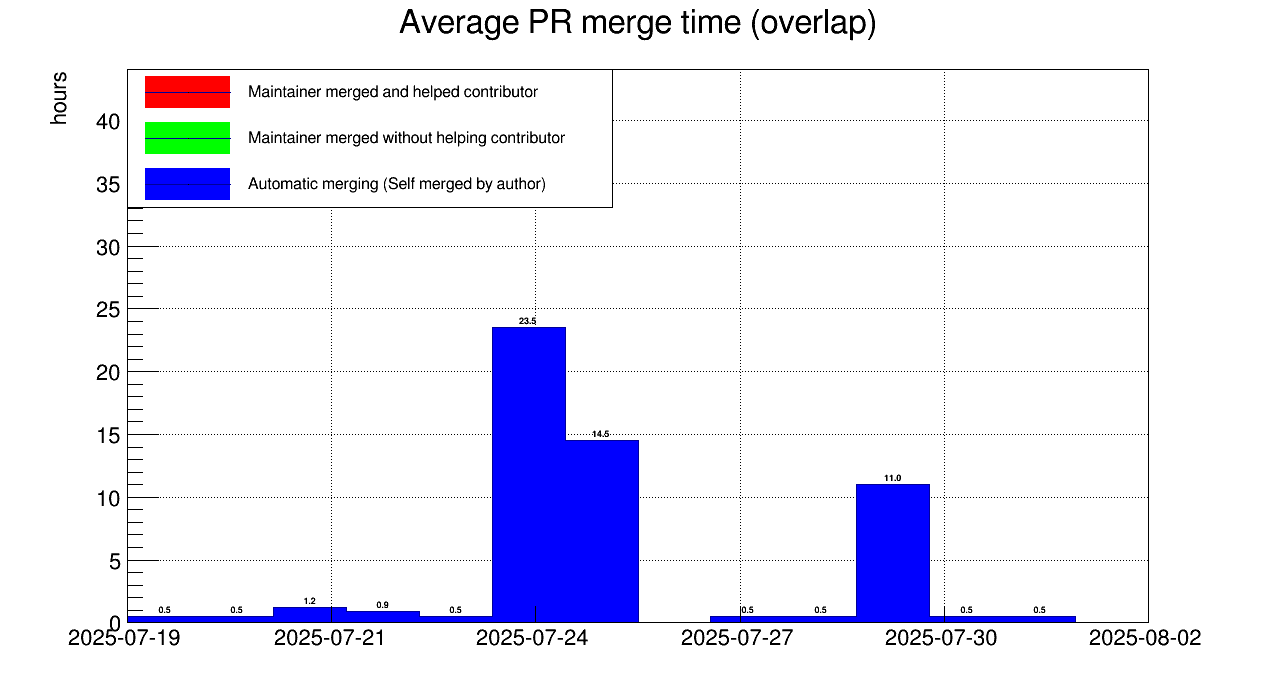 Average PR merge time (overlap)
hours
Maintainer merged and helped contributor
Maintainer merged without helping contributor
Automatic merging (Self merged by author)
40
35
30
25
20
15
10
5
0
0.5 0.5 1.2 0.9 0.5 23.5 14.5 0.5 0.5 11.0 0.5 0.5
2025-07-19 2025-07-21 2025-07-24 2025-07-27 2025-07-30 2025-08-02